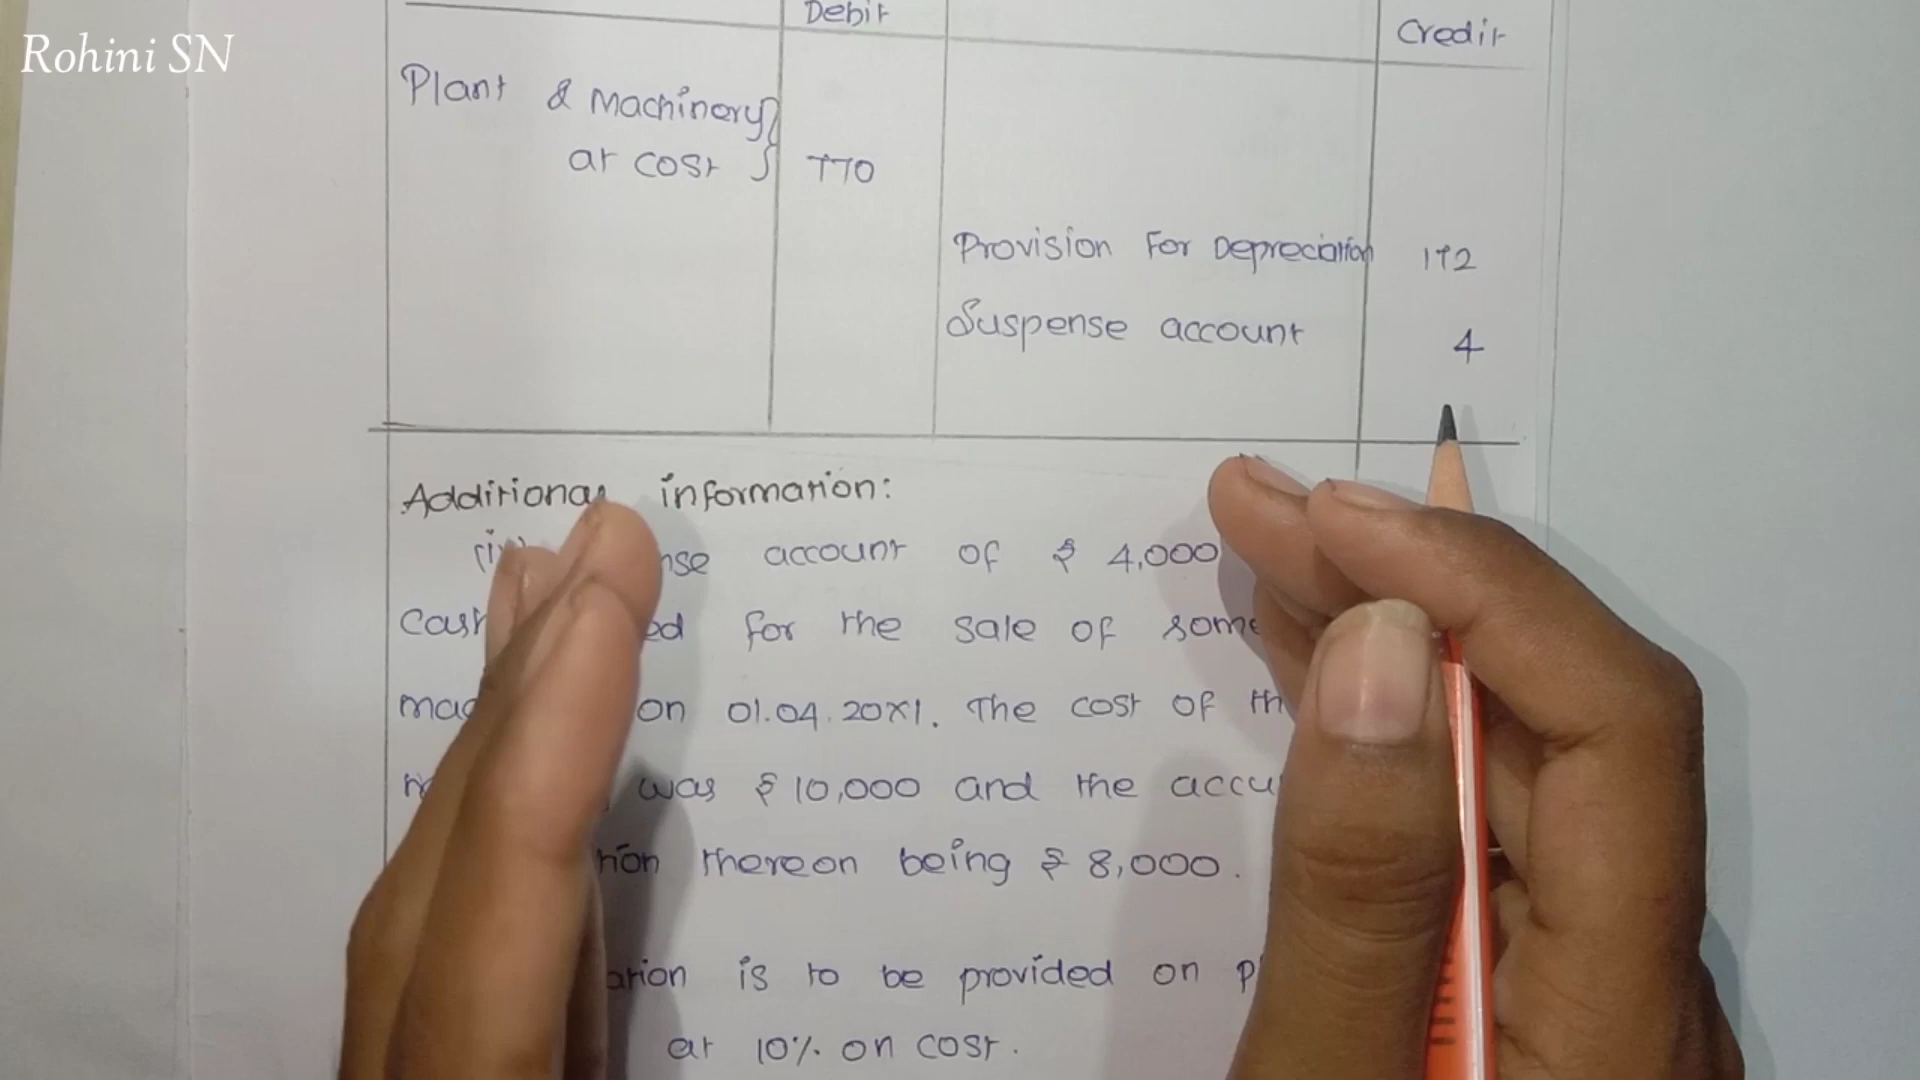 Rohini SN
Debit
Credit
Plant & Machinery
at cost 770
Provision For Depreciation 172
Suspense account 4
Additional information:
account of ₹ 4,000
for the sale of some
on 01.04.20X1. The cost of
was ₹ 10,000 and the
thereon being ₹ 8,000.
is to be provided on
at 10% on cost.